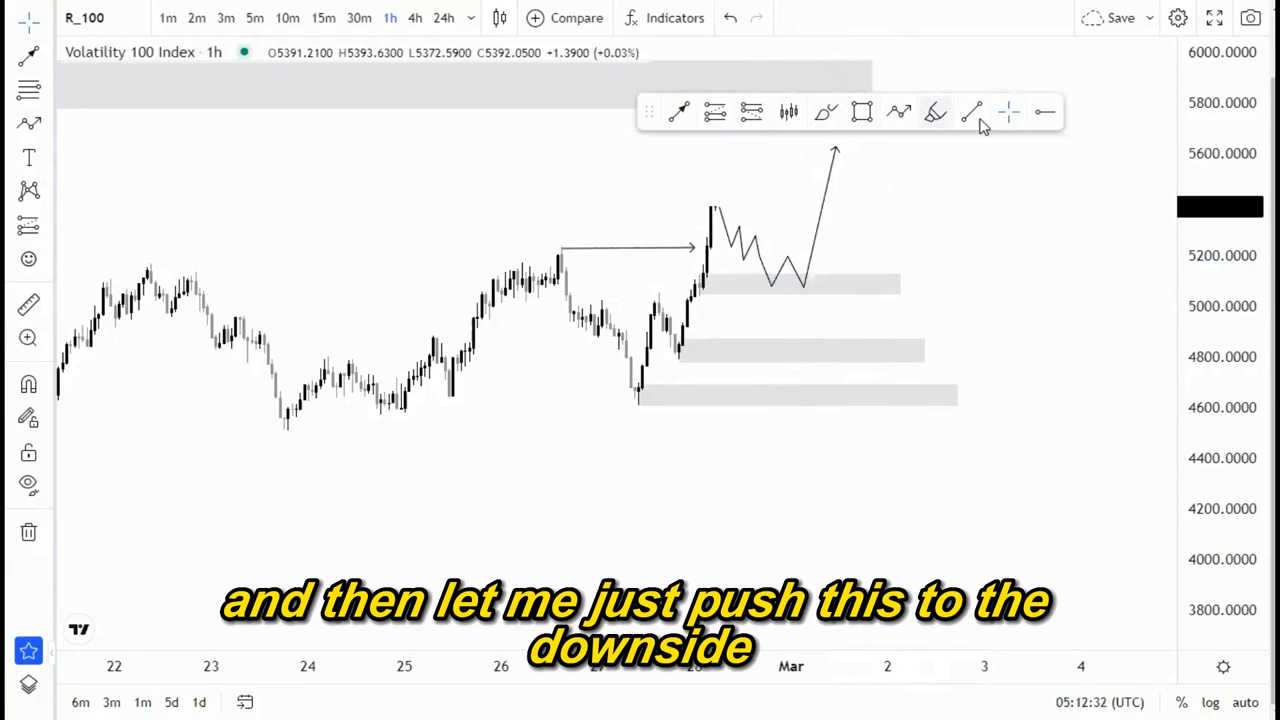 R_100
1m 2m 3m 5m 10m 15m 30m 1h 4h 24h
Compare
Indicators
Save
Volatility 100 Index · 1h
O5391.2100 H5393.6300 L5372.5900 C5392.0500 +1.3900 (+0.03%)
6000.0000
5800.0000
5600.0000
5200.0000
5000.0000
4800.0000
4600.0000
4400.0000
4200.0000
4000.0000
3800.0000
and then let me just push this to the
downside
22 23 24 25 26 28 Mar 2 3 4
6m 3m 1m 5d 1d
05:12:32 (UTC)
% log auto